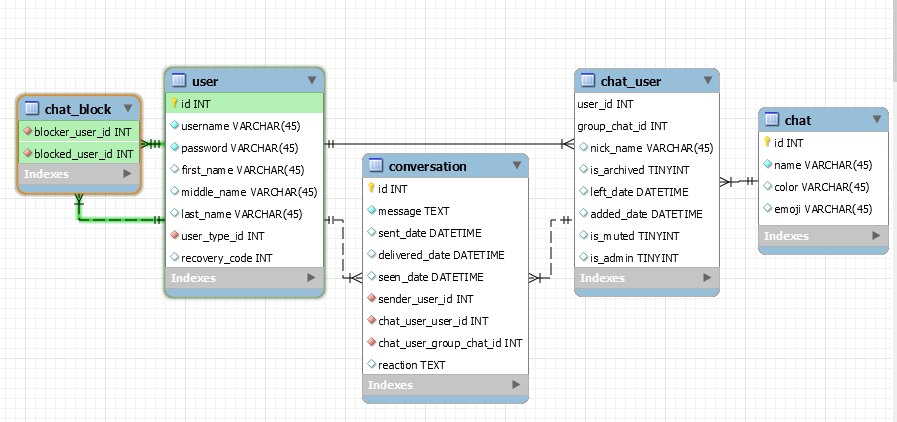 chat_block
blocker_user_id INT
blocked_user_id INT
Indexes
user
id INT
username VARCHAR(45)
password VARCHAR(45)
first_name VARCHAR(45)
middle_name VARCHAR(45)
last_name VARCHAR(45)
user_type_id INT
recovery_code INT
Indexes
conversation
id INT
message TEXT
sent_date DATETIME
delivered_date DATETIME
seen_date DATETIME
sender_user_id INT
chat_user_user_id INT
chat_user_group_chat_id INT
reaction TEXT
Indexes
chat_user
user_id INT
group_chat_id INT
nick_name VARCHAR(45)
is_archived TINYINT
left_date DATETIME
added_date DATETIME
is_muted TINYINT
is_admin TINYINT
Indexes
chat
id INT
name VARCHAR(45)
color VARCHAR(45)
emoji VARCHAR(45)
Indexes